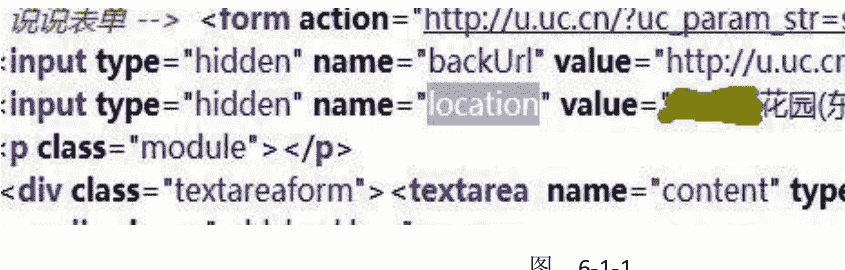 说说表单 --> <form action="http://u.uc.cn/?uc_param_str=
<input type="hidden" name="backUrl" value="http://u.uc.cn
<input type="hidden" name="location" value="花园(东
<p class="module"></p>
<div class="textareaform"><textarea name="content" type
图 6-1-1